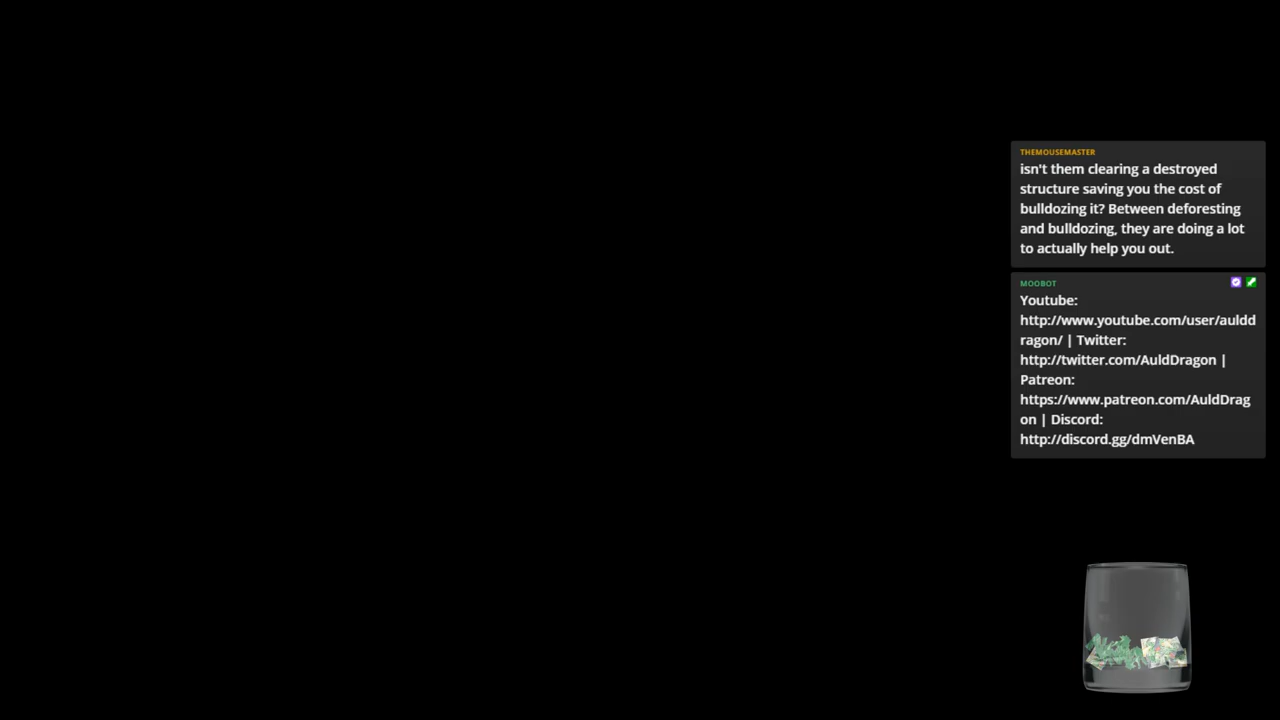 THEMOUSEMASTER
isn't them clearing a destroyed
structure saving you the cost of
bulldozing it? Between deforesting
and bulldozing, they are doing a lot
to actually help you out.
MOOBOT
Youtube:
http://www.youtube.com/user/auldd
ragon/ | Twitter:
http://twitter.com/AuldDragon |
Patreon:
https://www.patreon.com/AuldDrag
on | Discord:
http://discord.gg/dmVenBA